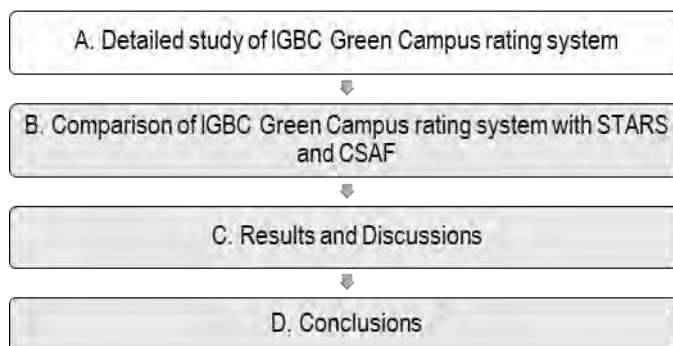 A. Detailed study of IGBC Green Campus rating system
B. Comparison of IGBC Green Campus rating system with STARS
and CSAF
C. Results and Discussions
D. Conclusions